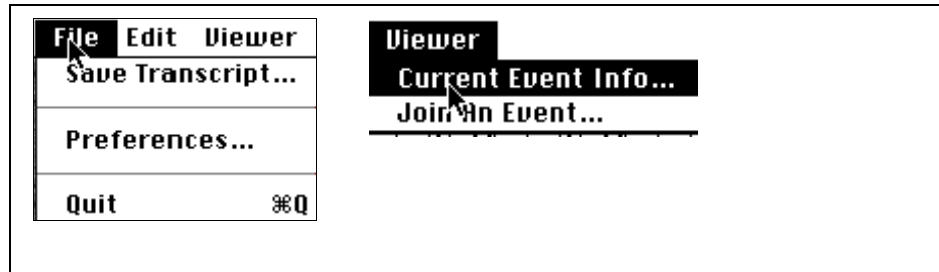 File Edit Viewer
Save Transcript...
Preferences...
Quit ⌘Q
Viewer
Current Event Info...
Join An Event...